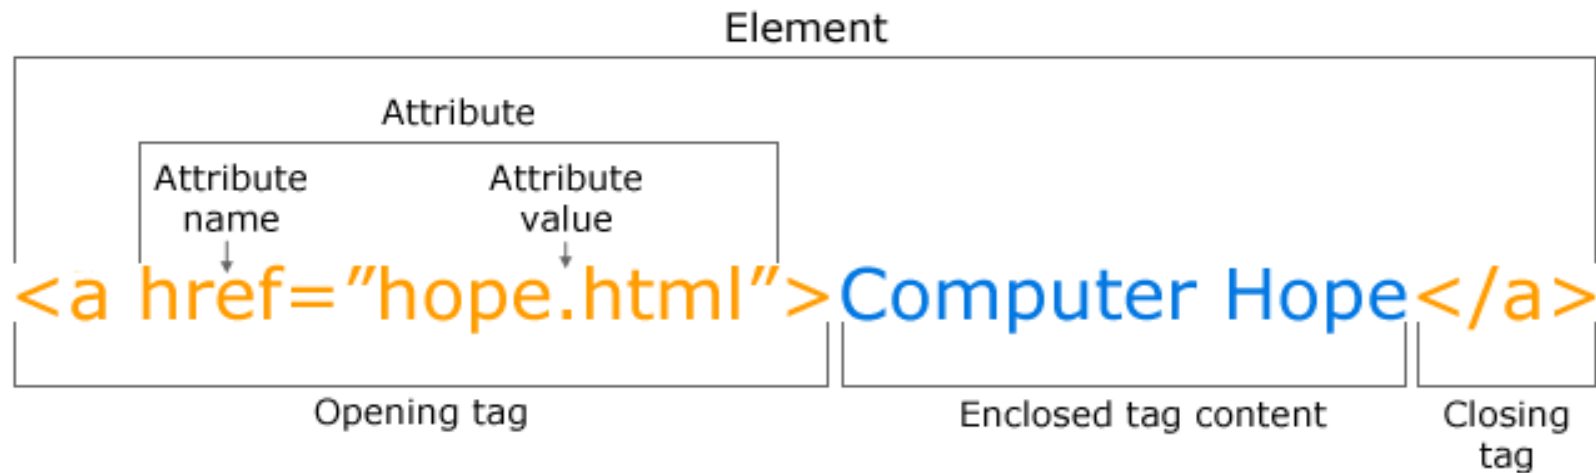 Element
Attribute
Attribute name
Attribute value
<a href=”hope.html”>Computer Hope</a>
Opening tag
Enclosed tag content
Closing tag